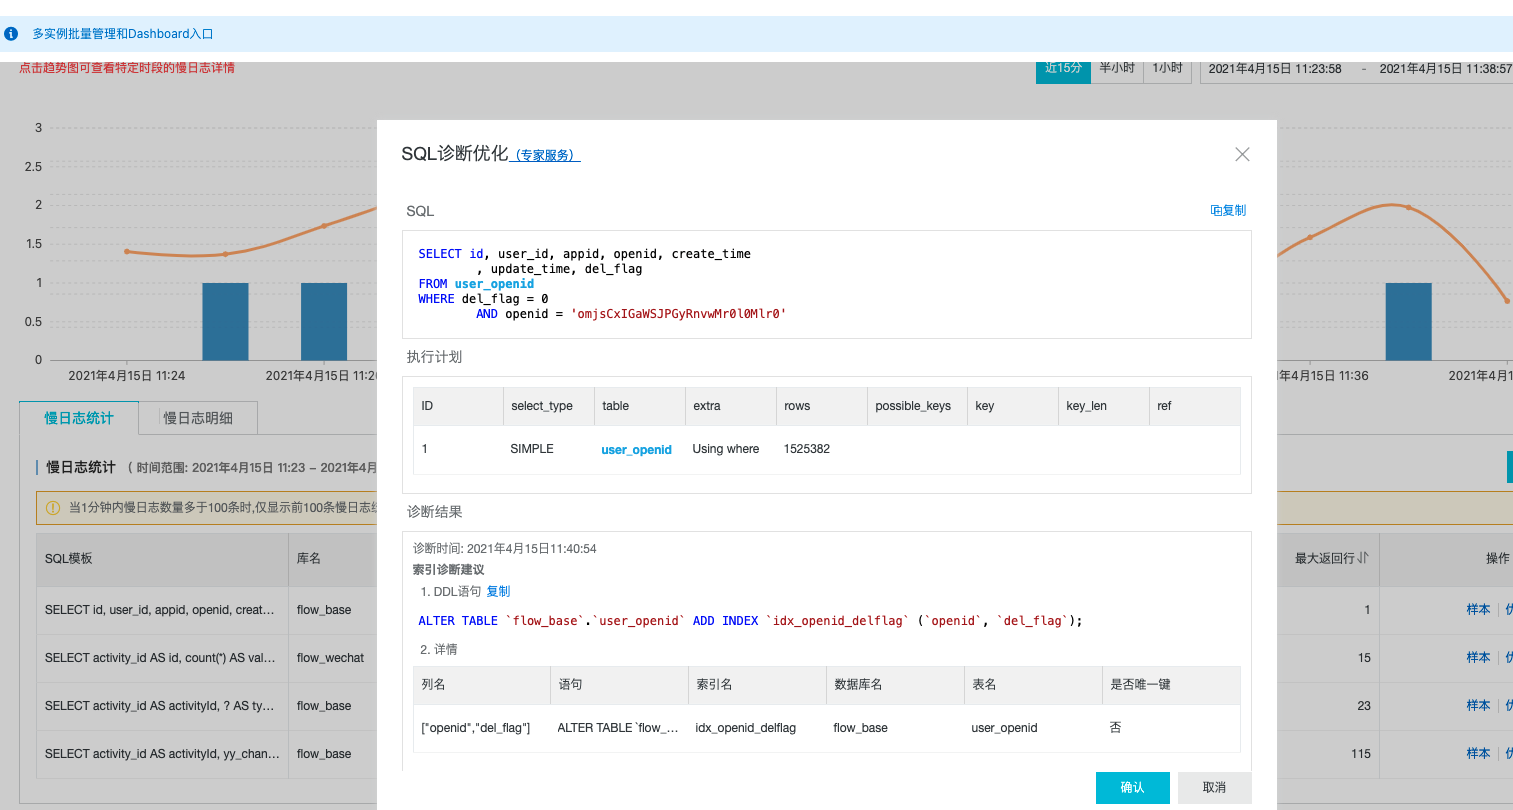 多实例批量管理和Dashboard入口
点击趋势图可查看特定时段的慢日志详情
近15分 半小时 1小时 2021年4月15日 11:23:58 - 2021年4月15日 11:38:57
3
2.5
2
1.5
1
0.5
0
2021年4月15日 11:24
2021年4月15日 11:2
年4月15日 11:36
2021年4月1
SQL诊断优化（专家服务）
SQL
复制
SELECT id, user_id, appid, openid, create_time
, update_time, del_flag
FROM user_openid
WHERE del_flag = 0
AND openid = 'omjsCxIGaWSJPGyRnvwMr0l0Mlr0'
执行计划
ID select_type table extra rows possible_keys key key_len ref
1 SIMPLE user_openid Using where 1525382
诊断结果
诊断时间: 2021年4月15日11:40:54
索引诊断建议
1. DDL语句 复制
ALTER TABLE `flow_base`.`user_openid` ADD INDEX `idx_openid_delflag` (`openid`, `del_flag`);
2. 详情
列名 语句 索引名 数据库名 表名 是否唯一键
["openid","del_flag"] ALTER TABLE `flow_... idx_openid_delflag flow_base user_openid 否
确认 取消
慢日志统计 慢日志明细
慢日志统计 （ 时间范围: 2021年4月15日 11:23 – 2021年4月
当1分钟内慢日志数量多于100条时,仅显示前100条慢日志
SQL模板 库名 最大返回行 操作
SELECT id, user_id, appid, openid, creat... flow_base 1 样本
SELECT activity_id AS id, count(*) AS val... flow_wechat 15 样本
SELECT activity_id AS activityId, ? AS ty... flow_base 23 样本
SELECT activity_id AS activityId, yy_chan... flow_base 115 样本